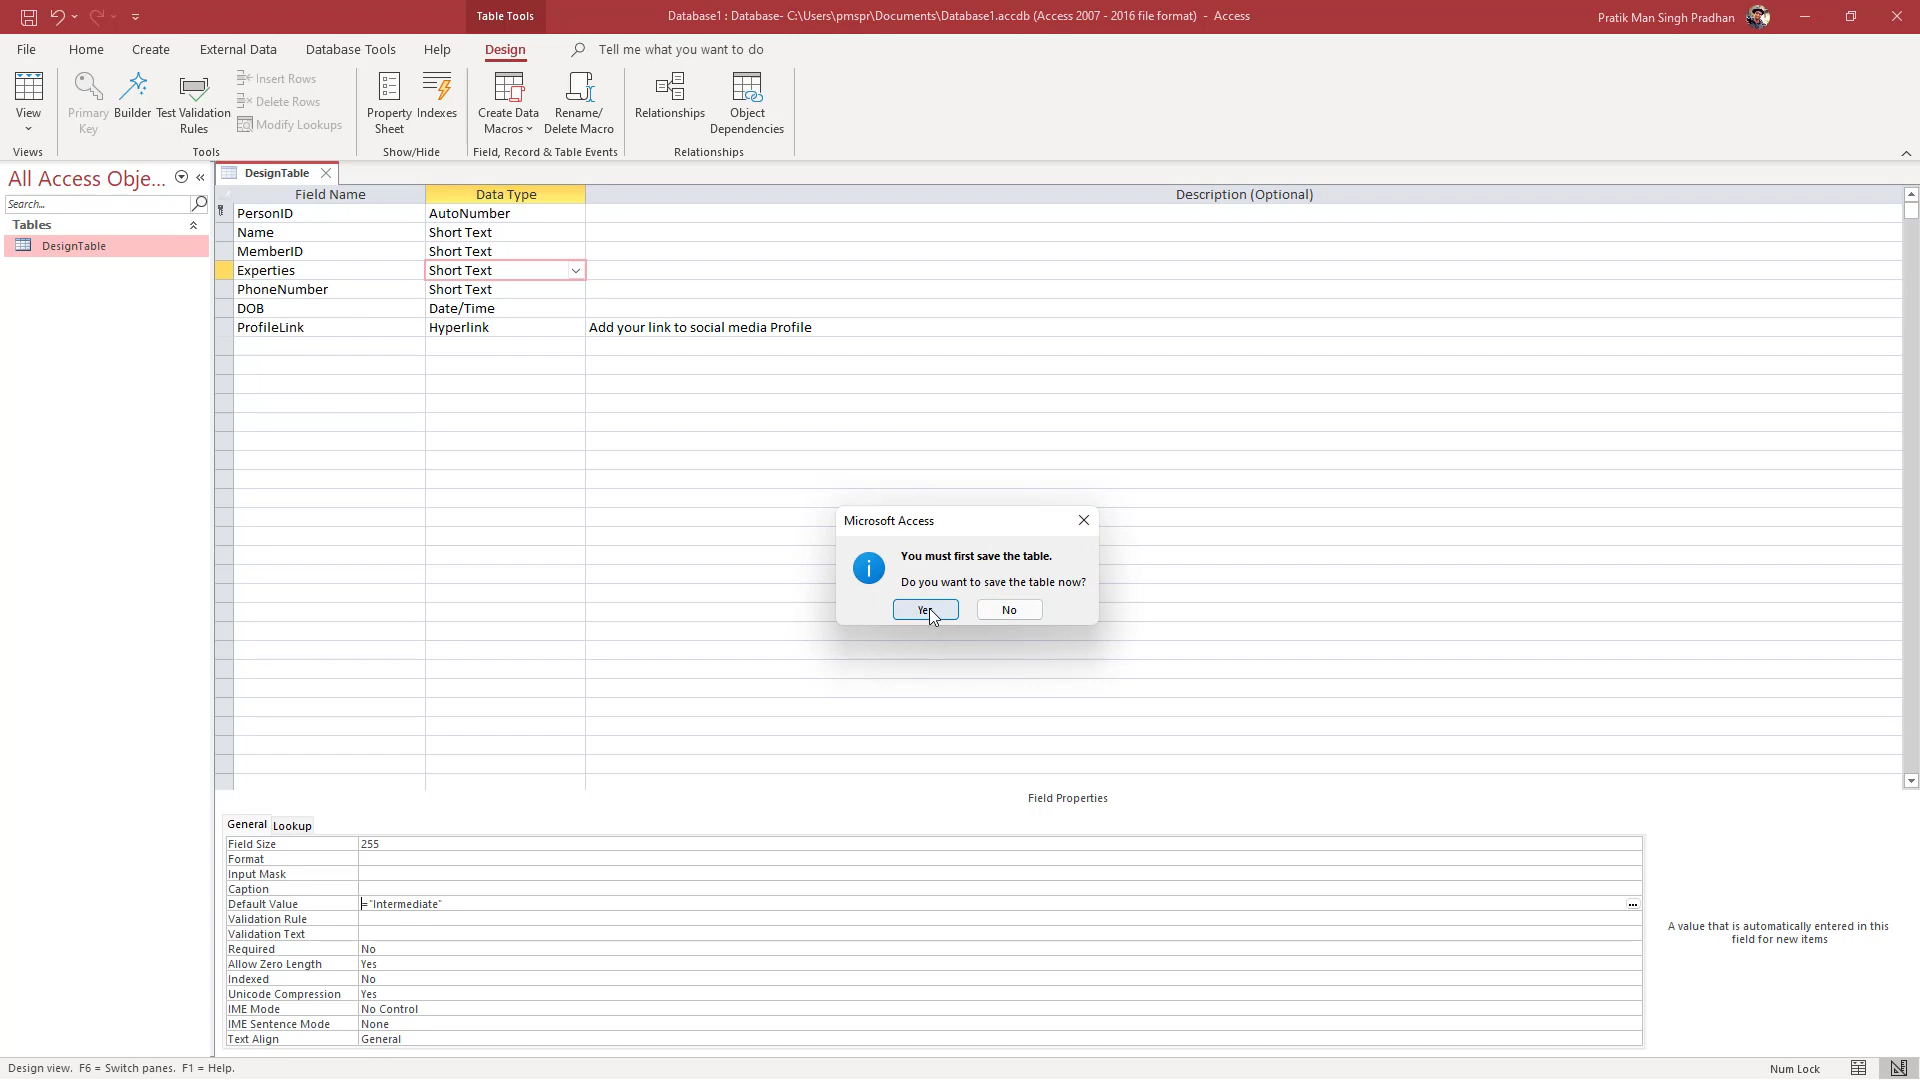 Table Tools
Database1 : Database- C:\Users\pmspr\Documents\Database1.accdb (Access 2007 - 2016 file format) - Access
Pratik Man Singh Pradhan
File Home Create External Data Database Tools Help Design Tell me what you want to do
View
Primary Key
Builder
Test Validation Rules
Insert Rows
Delete Rows
Modify Lookups
Property Sheet
Indexes
Create Data Macros
Rename/ Delete Macro
Relationships
Object Dependencies
Views Tools Show/Hide Field, Record & Table Events Relationships
All Access Obje...
Search...
Tables
DesignTable
DesignTable
Field Name Data Type Description (Optional)
PersonID AutoNumber
Name Short Text
MemberID Short Text
Experties Short Text
PhoneNumber Short Text
DOB Date/Time
ProfileLink Hyperlink Add your link to social media Profile
Microsoft Access
You must first save the table.
Do you want to save the table now?
Yes No
Field Properties
General Lookup
Field Size 255
Format
Input Mask
Caption
Default Value ="Intermediate"
Validation Rule
Validation Text
Required No
Allow Zero Length Yes
Indexed No
Unicode Compression Yes
IME Mode No Control
IME Sentence Mode None
Text Align General
A value that is automatically entered in this
field for new items
Design view. F6 = Switch panes. F1 = Help.
Num Lock